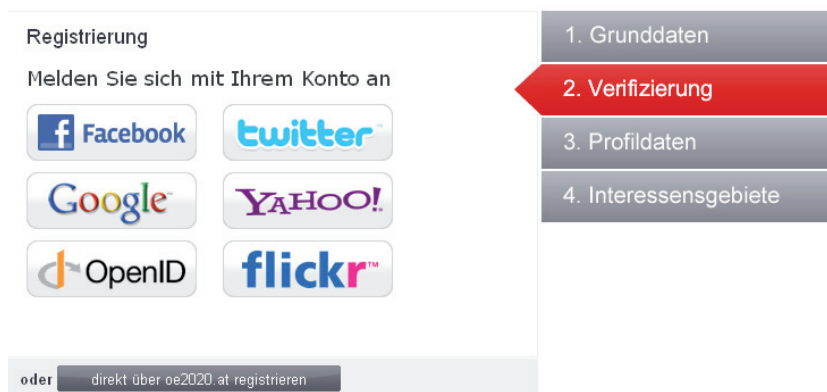 Registrierung
Melden Sie sich mit Ihrem Konto an
Facebook
twitter
Google
YAHOO!
OpenID
flickr
oder direkt über oe2020.at registrieren
1. Grunddaten
2. Verifizierung
3. Profildaten
4. Interessensgebiete